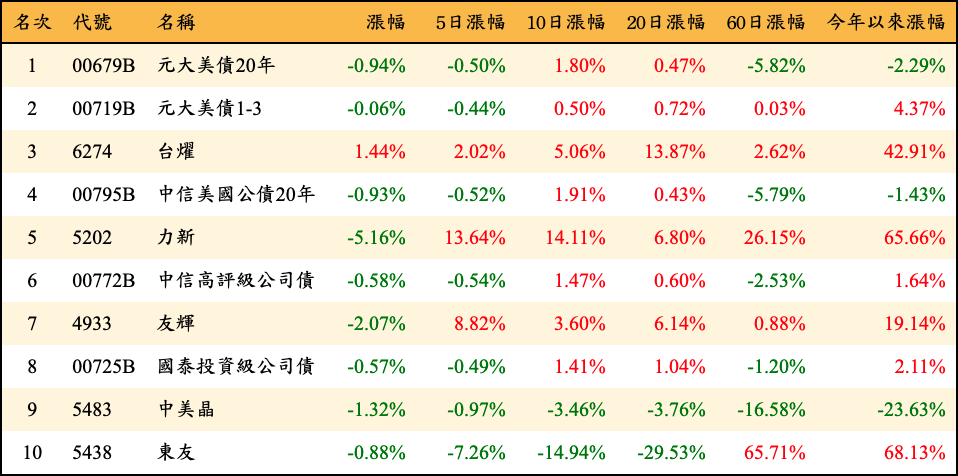 名次 代號 名稱 漲幅 5日漲幅 10日漲幅 20日漲幅 60日漲幅 今年以來漲幅
1 00679B 元大美債20年 -0.94% -0.50% 1.80% 0.47% -5.82% -2.29%
2 00719B 元大美債1-3 -0.06% -0.44% 0.50% 0.72% 0.03% 4.37%
3 6274 台燿 1.44% 2.02% 5.06% 13.87% 2.62% 42.91%
4 00795B 中信美國公債20年 -0.93% -0.52% 1.91% 0.43% -5.79% -1.43%
5 5202 力新 -5.16% 13.64% 14.11% 6.80% 26.15% 65.66%
6 00772B 中信高評級公司債 -0.58% -0.54% 1.47% 0.60% -2.53% 1.64%
7 4933 友輝 -2.07% 8.82% 3.60% 6.14% 0.88% 19.14%
8 00725B 國泰投資級公司債 -0.57% -0.49% 1.41% 1.04% -1.20% 2.11%
9 5483 中美晶 -1.32% -0.97% -3.46% -3.76% -16.58% -23.63%
10 5438 東友 -0.88% -7.26% -14.94% -29.53% 65.71% 68.13%